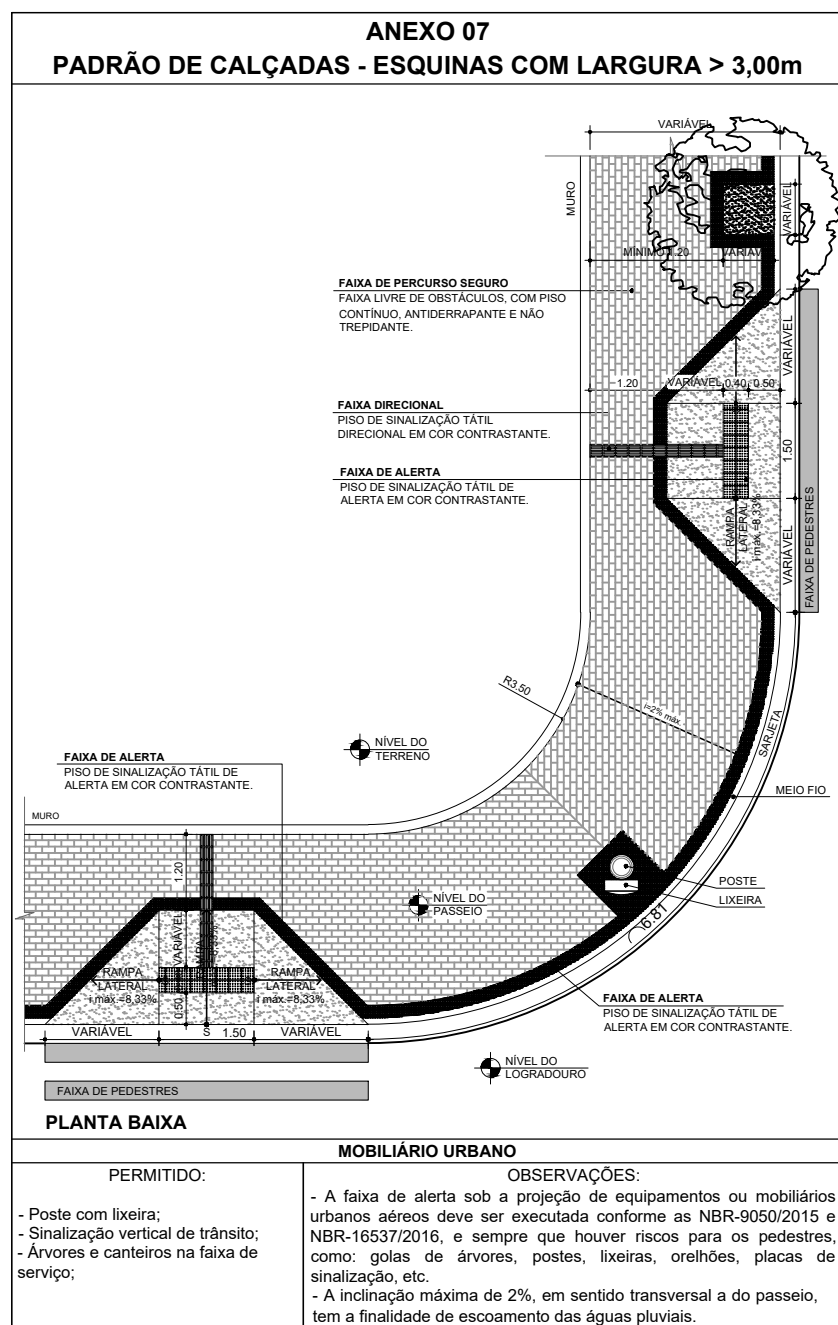 ANEXO 07
PADRÃO DE CALÇADAS - ESQUINAS COM LARGURA > 3,00m
VARIÁVEL
MURO
VARIÁVEL
MÍNIMO 1.20
FAIXA DE PERCURSO SEGURO
FAIXA LIVRE DE OBSTÁCULOS, COM PISO
CONTÍNUO, ANTIDERRAPANTE E NÃO
TREPIDANTE.
VARIÁVEL
1.20 VARIÁVEL 0.40 0.50
FAIXA DIRECIONAL
PISO DE SINALIZAÇÃO TÁTIL
DIRECIONAL EM COR CONTRASTANTE.
1.50
FAIXA DE ALERTA
PISO DE SINALIZAÇÃO TÁTIL DE
ALERTA EM COR CONTRASTANTE.
RAMPA
LATERAL
i máx.=8,33%
VARIÁVEL
FAIXA DE PEDESTRES
R3.50
i=2% máx.
SARJETA
NÍVEL DO
TERRENO
FAIXA DE ALERTA
PISO DE SINALIZAÇÃO TÁTIL DE
ALERTA EM COR CONTRASTANTE.
MEIO FIO
MURO
1.20
POSTE
LIXEIRA
NÍVEL DO
PASSEIO
6.81
VARIÁVEL
RAMPA
RAMPA
LATERAL
i máx.=8,33%
RAMPA
LATERAL
i máx.=8,33%
0.50
FAIXA DE ALERTA
PISO DE SINALIZAÇÃO TÁTIL DE
ALERTA EM COR CONTRASTANTE.
VARIÁVEL S 1.50 VARIÁVEL
NÍVEL DO
LOGRADOURO
FAIXA DE PEDESTRES
PLANTA BAIXA
MOBILIÁRIO URBANO
PERMITIDO:
- Poste com lixeira;
- Sinalização vertical de trânsito;
- Árvores e canteiros na faixa de
serviço;
OBSERVAÇÕES:
- A faixa de alerta sob a projeção de equipamentos ou mobiliários
urbanos aéreos deve ser executada conforme as NBR-9050/2015 e
NBR-16537/2016, e sempre que houver riscos para os pedestres,
como: golas de árvores, postes, lixeiras, orelhões, placas de
sinalização, etc.
- A inclinação máxima de 2%, em sentido transversal a do passeio,
tem a finalidade de escoamento das águas pluviais.